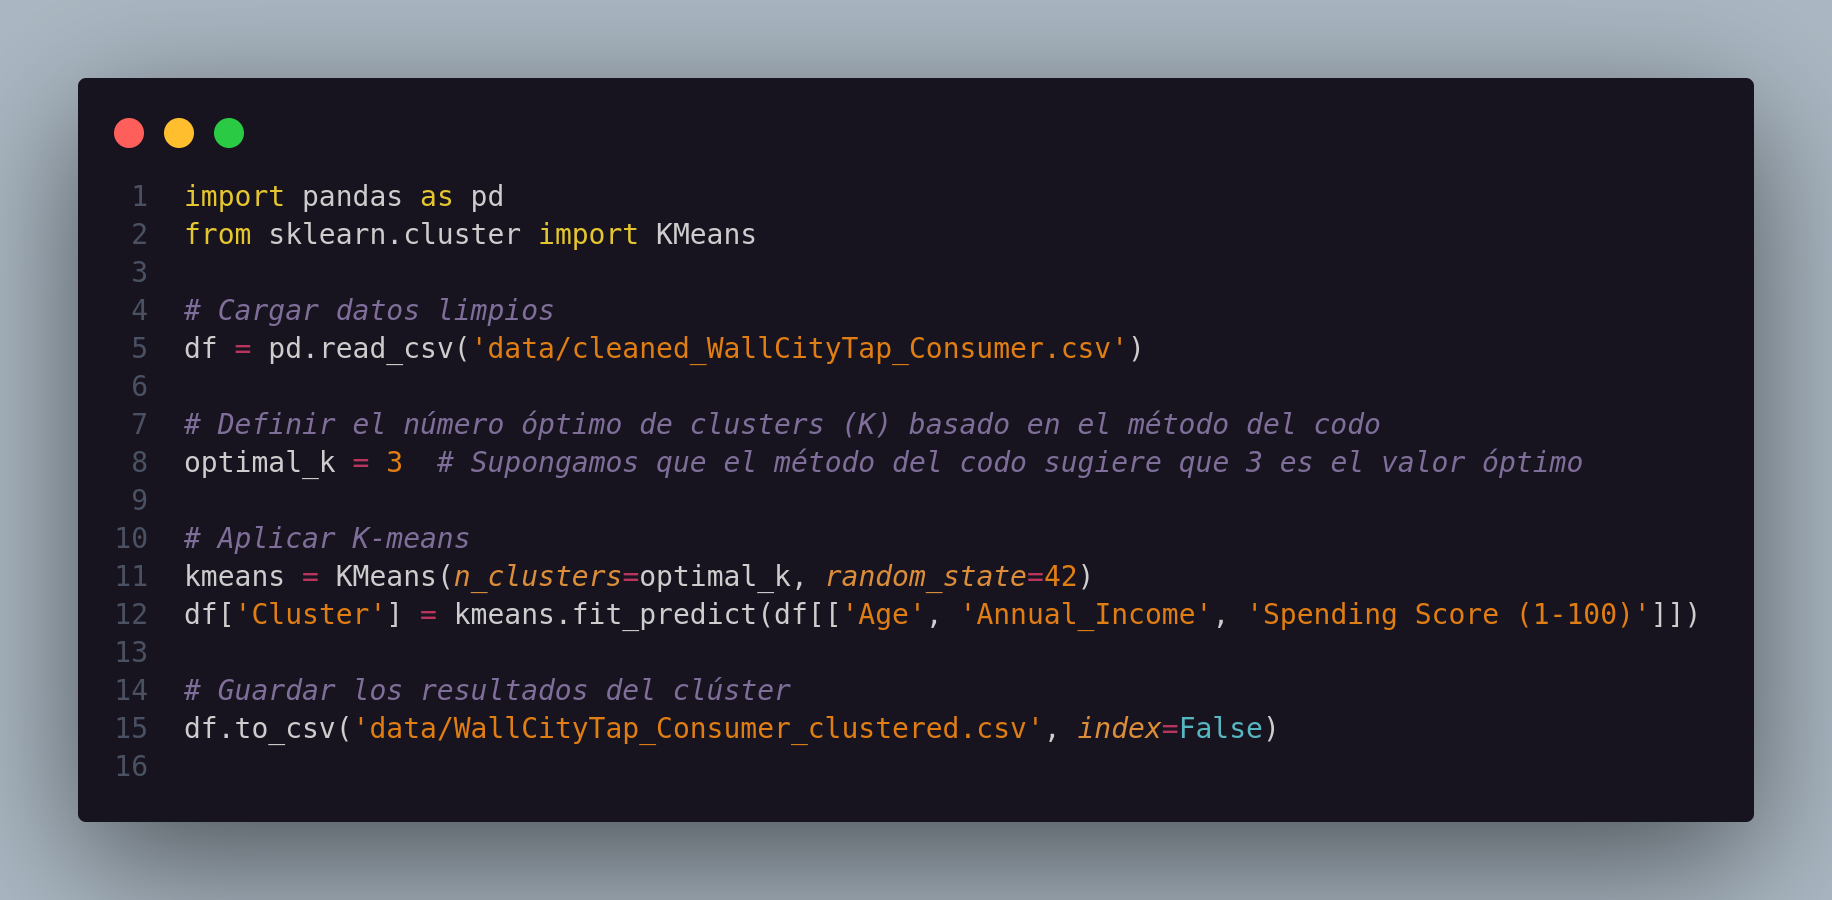 1 import pandas as pd
2 from sklearn.cluster import KMeans
3
4 # Cargar datos limpios
5 df = pd.read_csv('data/cleaned_WallCityTap_Consumer.csv')
6
7 # Definir el número óptimo de clusters (K) basado en el método del codo
8 optimal_k = 3  # Supongamos que el método del codo sugiere que 3 es el valor óptimo
9
10 # Aplicar K-means
11 kmeans = KMeans(n_clusters=optimal_k, random_state=42)
12 df['Cluster'] = kmeans.fit_predict(df[['Age', 'Annual_Income', 'Spending Score (1-100)']])
13
14 # Guardar los resultados del clúster
15 df.to_csv('data/WallCityTap_Consumer_clustered.csv', index=False)
16